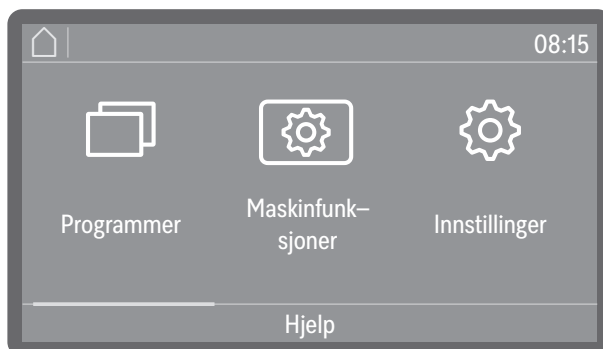 08:15
Programmer
Maskinfunk–
sjoner
Innstillinger
Hjelp